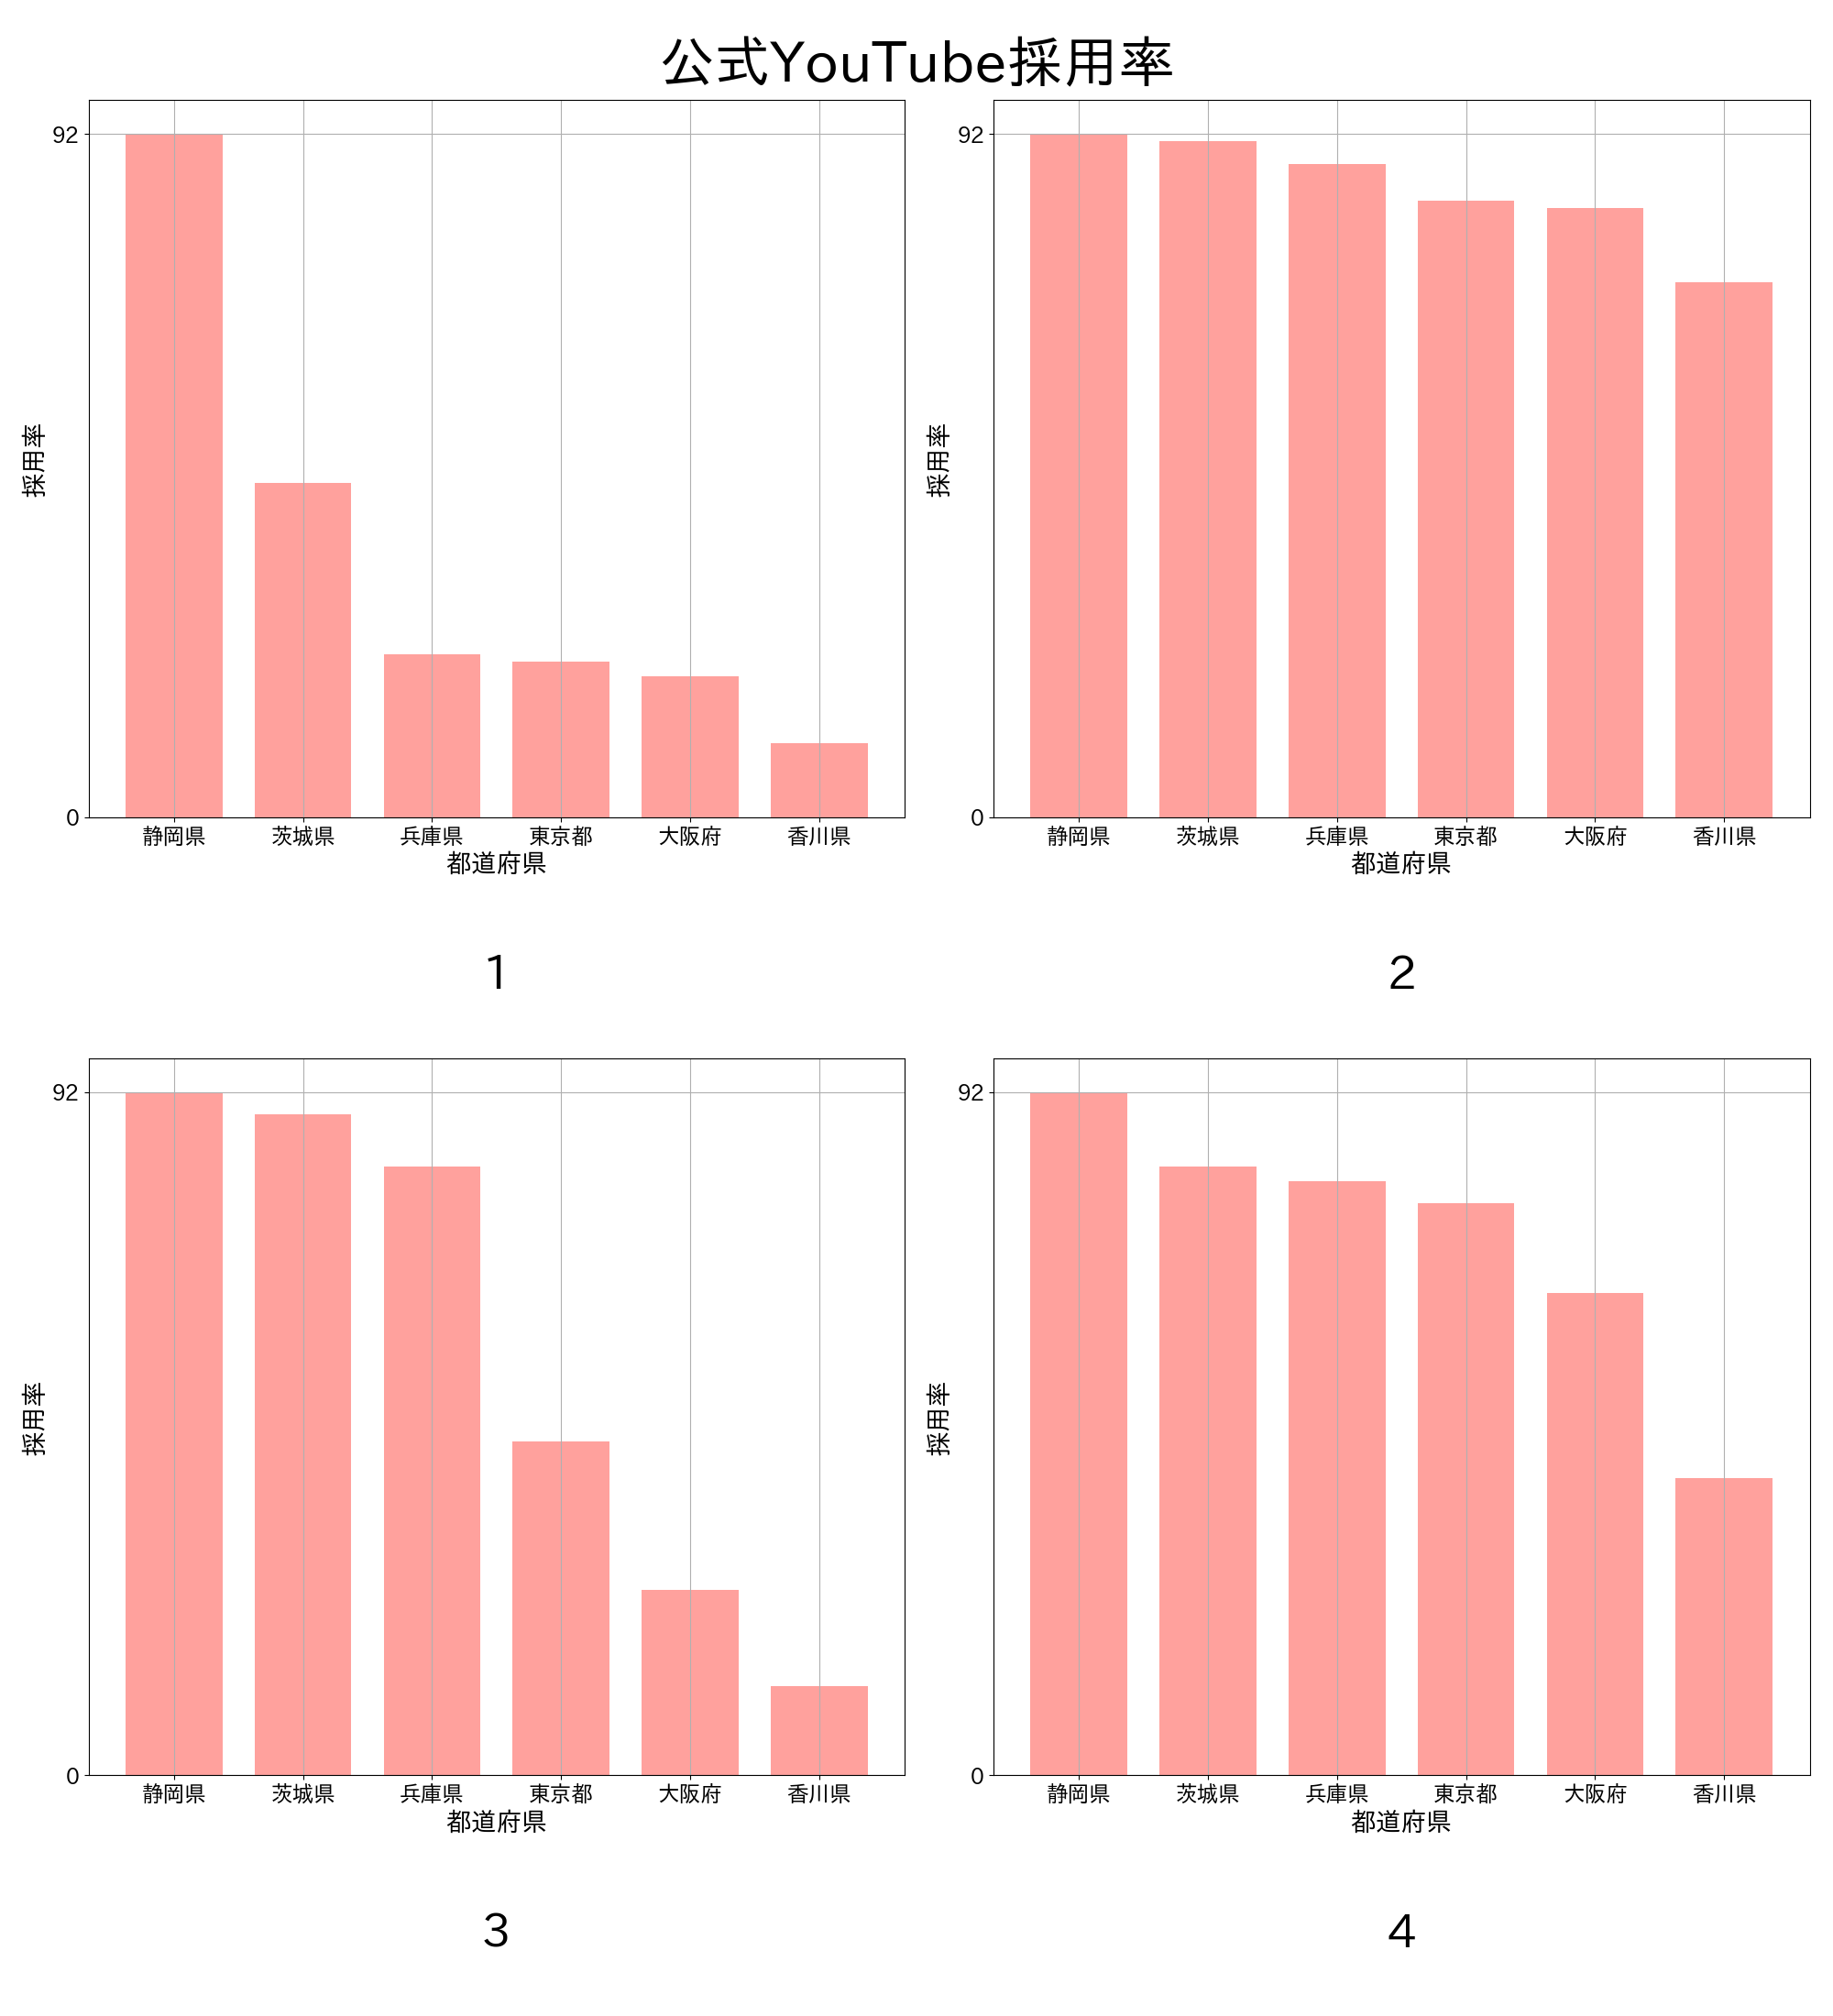 公式YouTube採用率
92
採用率
0
静岡県 茨城県 兵庫県 東京都 大阪府 香川県
都道府県
1
92
採用率
0
静岡県 茨城県 兵庫県 東京都 大阪府 香川県
都道府県
2
92
採用率
0
静岡県 茨城県 兵庫県 東京都 大阪府 香川県
都道府県
3
92
採用率
0
静岡県 茨城県 兵庫県 東京都 大阪府 香川県
都道府県
4